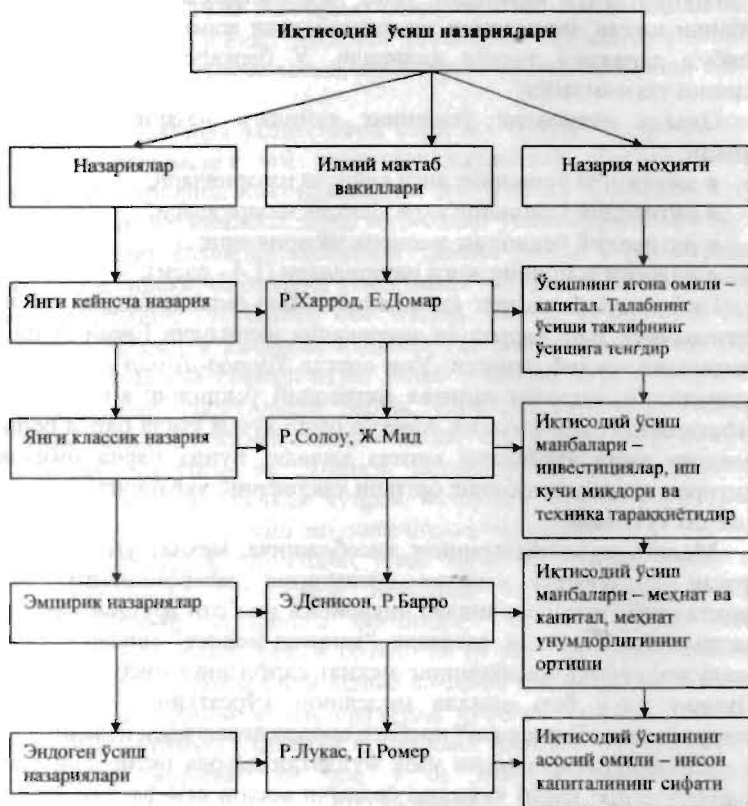 Иқтисодий ўсиш назариялари
Назариялар
Илмий мактаб
вакиллари
Назария моҳияти
Янги кейнсча назария
Р.Харрод, Е.Домар
Ўсишнинг ягона омили –
капитал. Талабнинг
ўсиши таклифнинг
ўсишига тенгдир
Янги классик назария
Р.Солоу, Ж.Мид
Иқтисодий ўсиш
манбалари –
инвестициялар, иш
кучи миқдори ва
техника тараққиётидир
Эмпирик назариялар
Э.Денисон, Р.Барро
Иқтисодий ўсиш
манбалари – меҳнат ва
капитал, меҳнат
унумдорлигининг
ортиши
Эндоген ўсиш
назариялари
Р.Лукас, П.Ромер
Иқтисодий ўсишнинг
асосий омили – инсон
капиталининг сифати